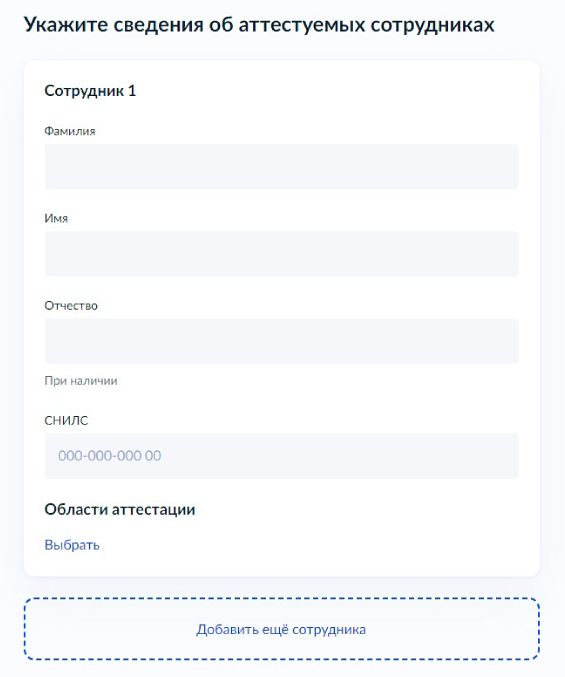 Укажите сведения об аттестуемых сотрудниках
Сотрудник 1
Фамилия
Имя
Отчество
При наличии
СНИЛС
000-000-000 00
Области аттестации
Выбрать
Добавить ещё сотрудника